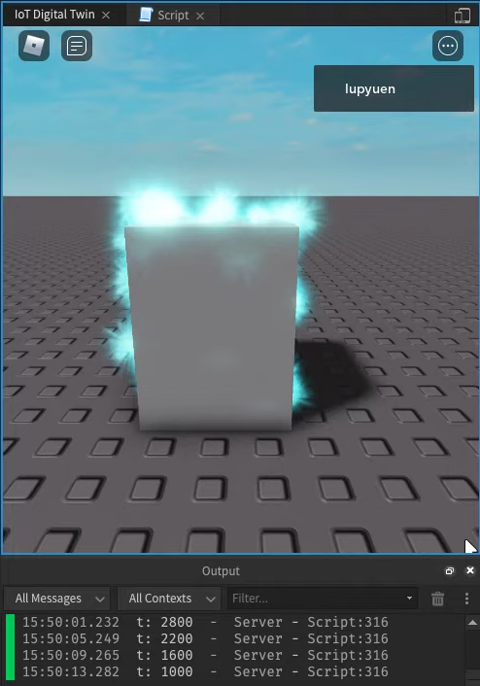 IoT Digital Twin
Script
lupyuen
Output
All Messages
All Contexts
Filter...
15:50:01.232 t: 2800 - Server - Script:316
15:50:05.249 t: 2200 - Server - Script:316
15:50:09.265 t: 1600 - Server - Script:316
15:50:13.282 t: 1000 - Server - Script:316